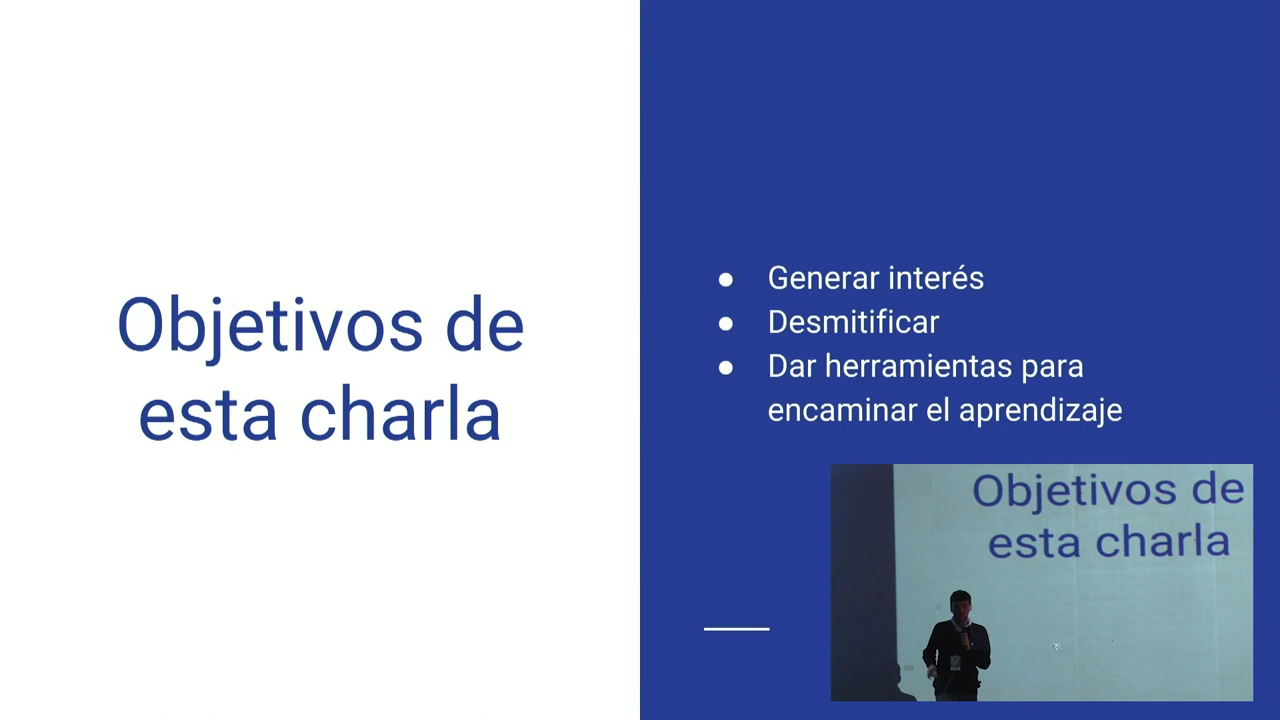 Objetivos de
esta charla
● Generar interés
● Desmitificar
● Dar herramientas para
encaminar el aprendizaje
Objetivos de
esta charla